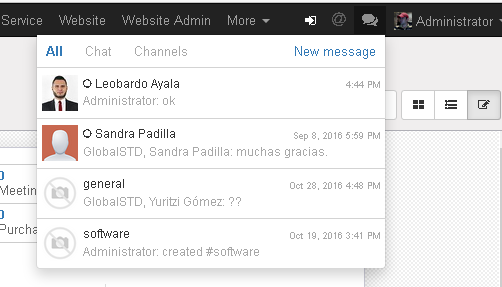 Service Website Website Admin More @ Administrator
All Chat Channels New message
Leobardo Ayala 4:44 PM
Administrator: ok
Sandra Padilla Sep 8, 2016 5:59 PM
GlobalSTD, Sandra Padilla: muchas gracias.
general Oct 28, 2016 4:48 PM
GlobalSTD, Yuritzi Gómez: ??
software Oct 19, 2016 3:41 PM
Administrator: created #software
0
Meetin
0
Purcha